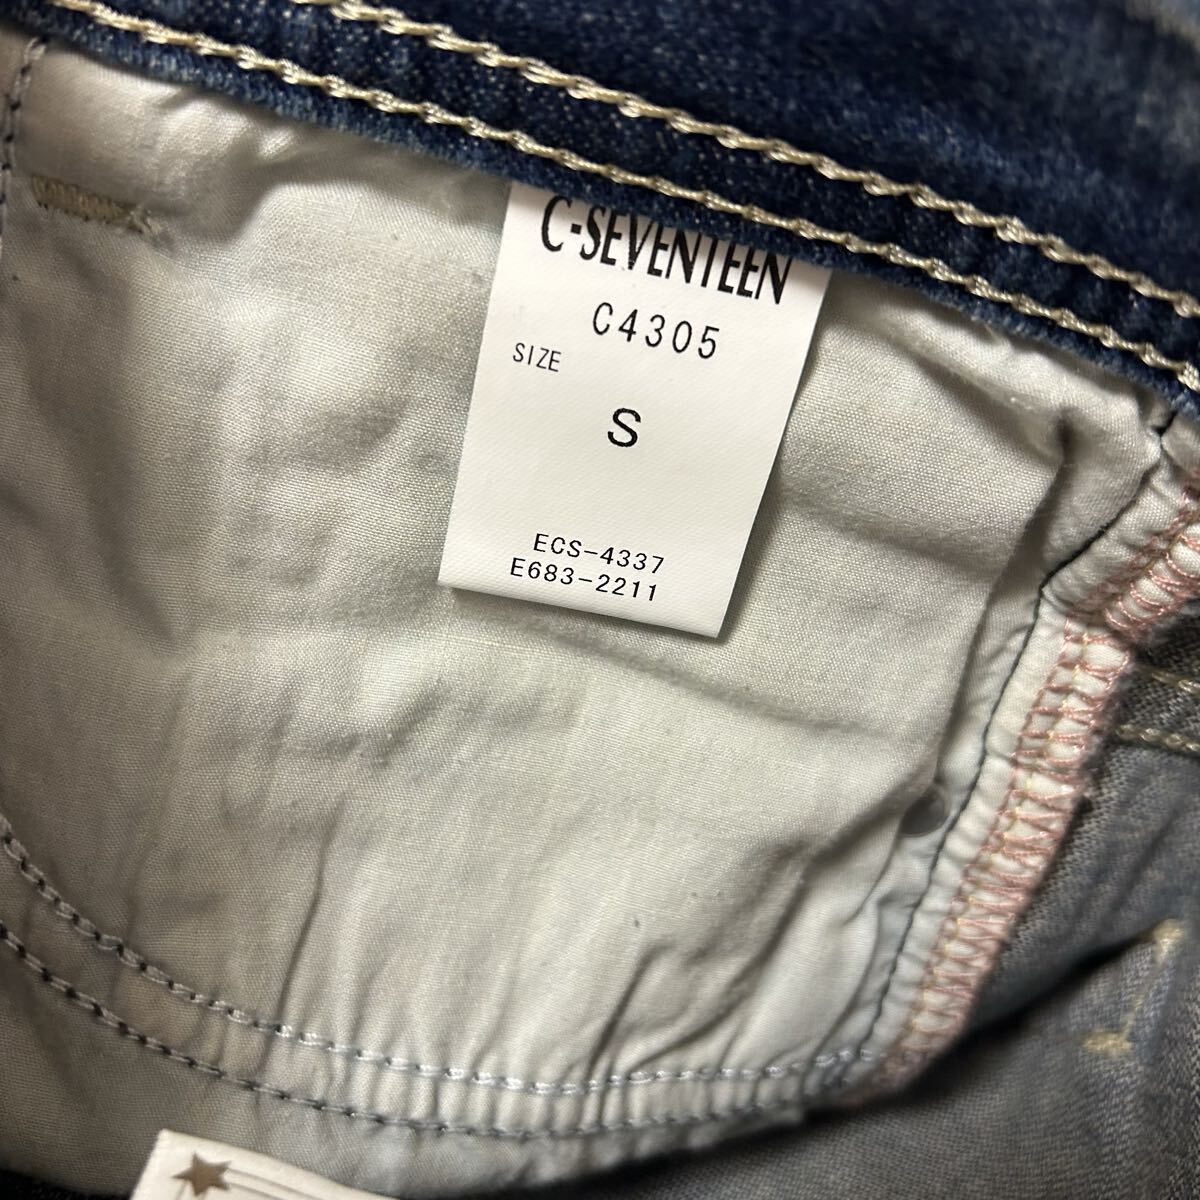 C-SEVENTEEN
C4305
SIZE
S
ECS-4337
E683-2211